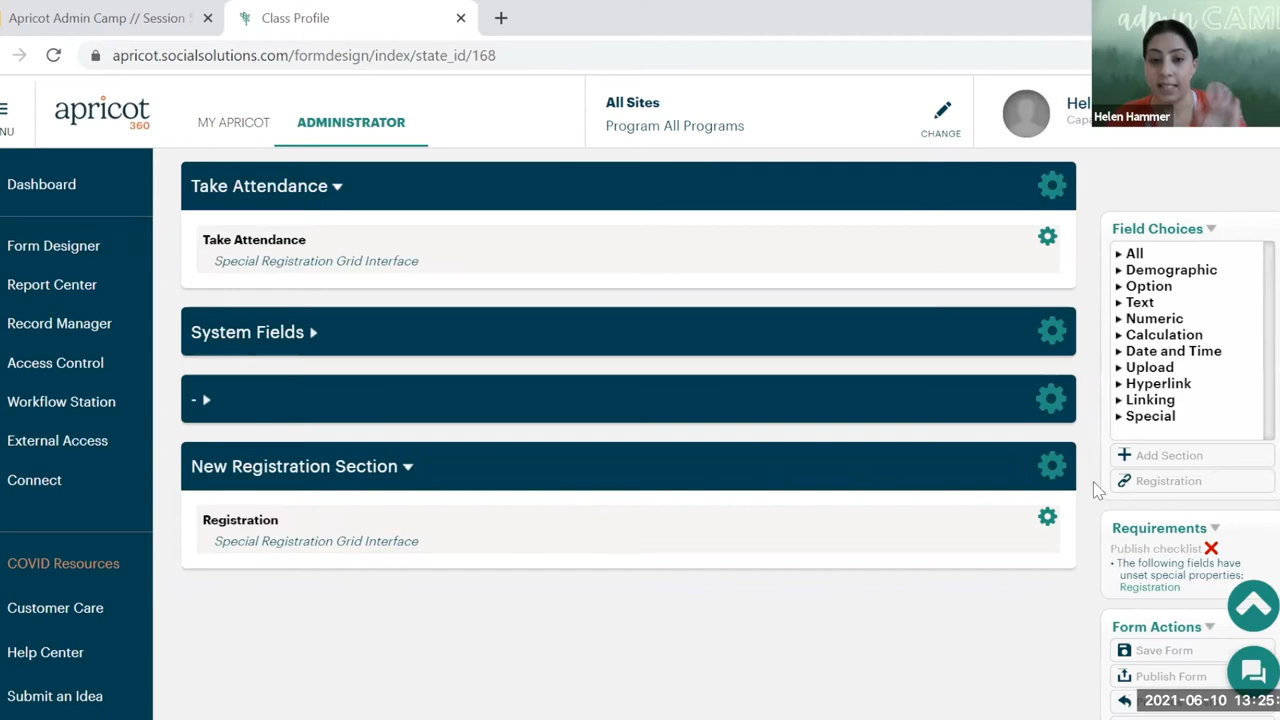 Apricot Admin Camp // Session
Class Profile
apricot.socialsolutions.com/formdesign/index/state_id/168
admin CAM
Helen Hammer
NU
apricot
360
MY APRICOT
ADMINISTRATOR
All Sites
Program All Programs
CHANGE
Hel
Capa
Dashboard
Form Designer
Report Center
Record Manager
Access Control
Workflow Station
External Access
Connect
COVID Resources
Customer Care
Help Center
Submit an Idea
Take Attendance
Take Attendance
Special Registration Grid Interface
System Fields
-
New Registration Section
Registration
Special Registration Grid Interface
Field Choices
All
Demographic
Option
Text
Numeric
Calculation
Date and Time
Upload
Hyperlink
Linking
Special
Add Section
Registration
Requirements
Publish checklist
• The following fields have
unset special properties:
Registration
Form Actions
Save Form
Publish Form
2021-06-10 13:25: